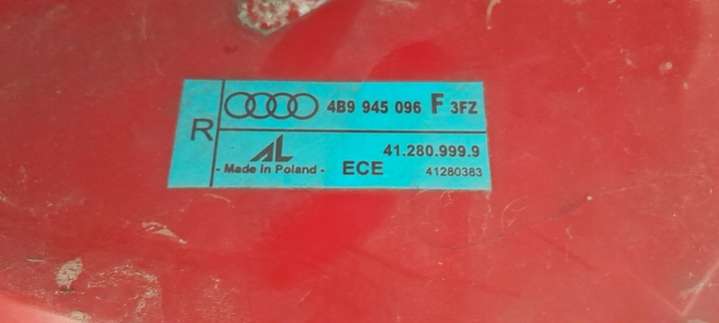 R
4B9 945 096 F 3FZ
AL
41.280.999.9
- Made in Poland -
ECE
41280383